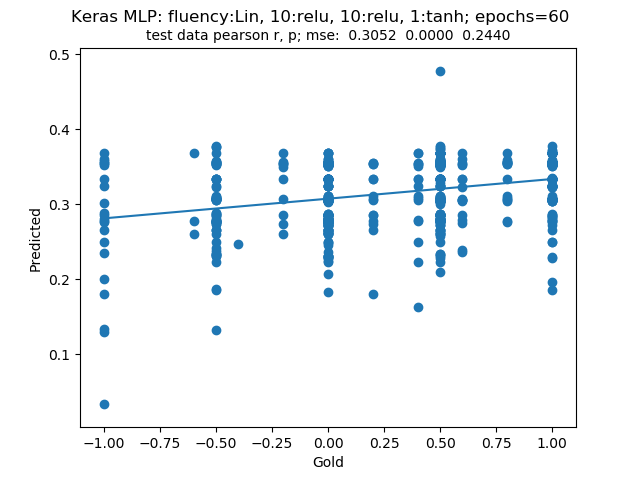 Keras MLP: fluency:Lin, 10:relu, 10:relu, 1:tanh; epochs=60
test data pearson r, p; mse:  0.3052  0.0000  0.2440
0.5
0.4
0.3
0.2
0.1
Predicted
−1.00 −0.75 −0.50 −0.25 0.00 0.25 0.50 0.75 1.00
Gold